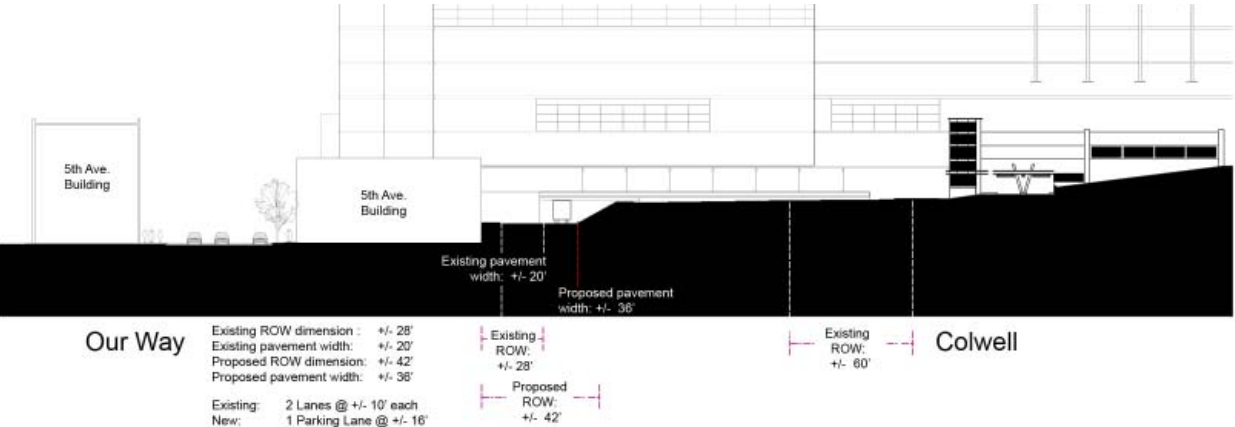 5th Ave.
Building
5th Ave.
Building
Existing pavement
width: +/- 20'
Proposed pavement
width: +/- 36'
Our Way
Existing ROW dimension : +/- 28'
Existing pavement width: +/- 20'
Proposed ROW dimension: +/- 42'
Proposed pavement width: +/- 36'
Existing: 2 Lanes @ +/- 10' each
New: 1 Parking Lane @ +/- 16'
Existing
ROW:
+/- 28'
Proposed
ROW:
+/- 42'
Existing
ROW:
+/- 60'
Colwell